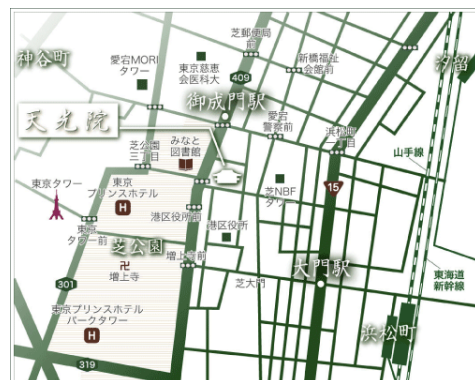 芝郵便局
前
神谷町
愛宕MORI
タワー
東京慈恵
会医科大
新橋福祉
会館前
汐留
409
御成門駅
天光院
愛宕
警察前
浜松町
一丁目
みなと
図書館
芝公園
三丁目
山手線
東京タワー
東京
プリンスホテル
H
芝NBF
タワー
15
港区役所前
港区役所
東京
タワー前
芝公園
増上寺前
大門駅
卍
増上寺
芝大門
東海道
新幹線
301
東京プリンスホテル
パークタワー
H
浜松町
319